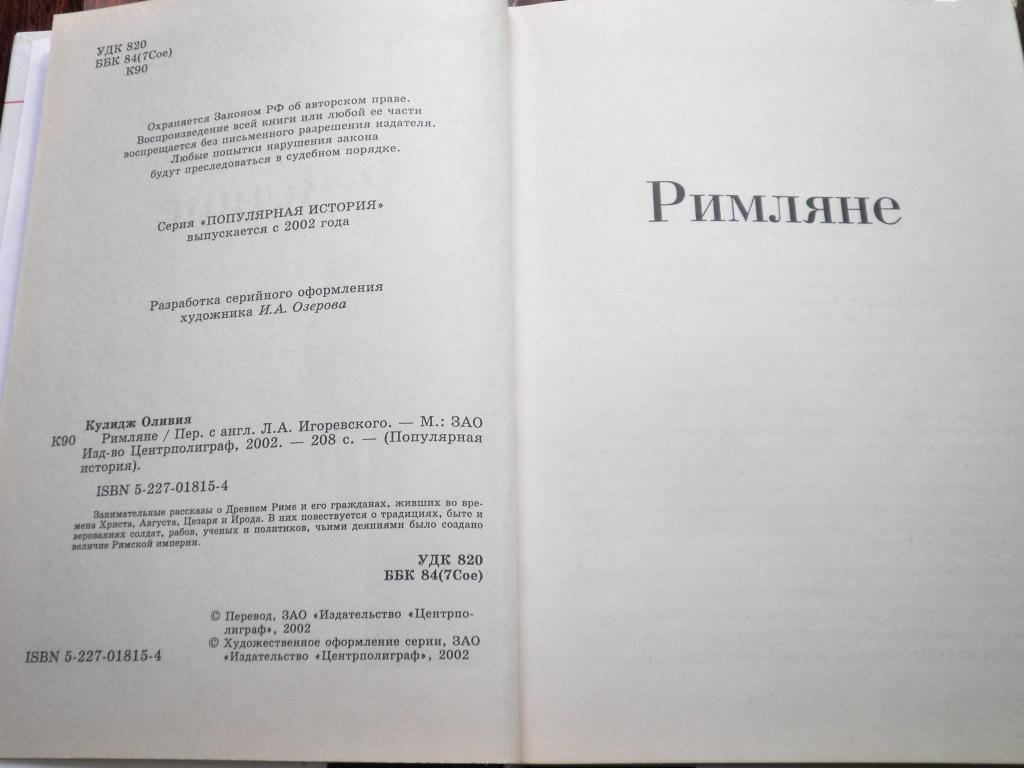 УДК 820
ББК 84(7Сое)
К90
Охраняется Законом РФ об авторском праве.
Воспроизведение всей книги или любой ее части
воспрещается без письменного разрешения издателя.
Любые попытки нарушения закона
будут преследоваться в судебном порядке.
Серия «ПОПУЛЯРНАЯ ИСТОРИЯ»
выпускается с 2002 года
Разработка серийного оформления
художника И.А. Озерова
Кулидж Оливия
К90 Римляне / Пер. с англ. Л.А. Игоревского. — М.: ЗАО
Изд-во Центрполиграф, 2002. — 208 с. — (Популярная
история).
ISBN 5-227-01815-4
Занимательные рассказы о Древнем Риме и его гражданах, живших во вре-
мена Христа, Августа, Цезаря и Ирода. В них повествуется о традициях, быте и
верованиях солдат, рабов, ученых и политиков, чьими деяниями было создано
величие Римской империи.
УДК 820
ББК 84(7Сое)
© Перевод, ЗАО «Издательство «Центрпо-
лиграф», 2002
© Художественное оформление серии, ЗАО
«Издательство «Центрполиграф», 2002
ISBN 5-227-01815-4
Римляне